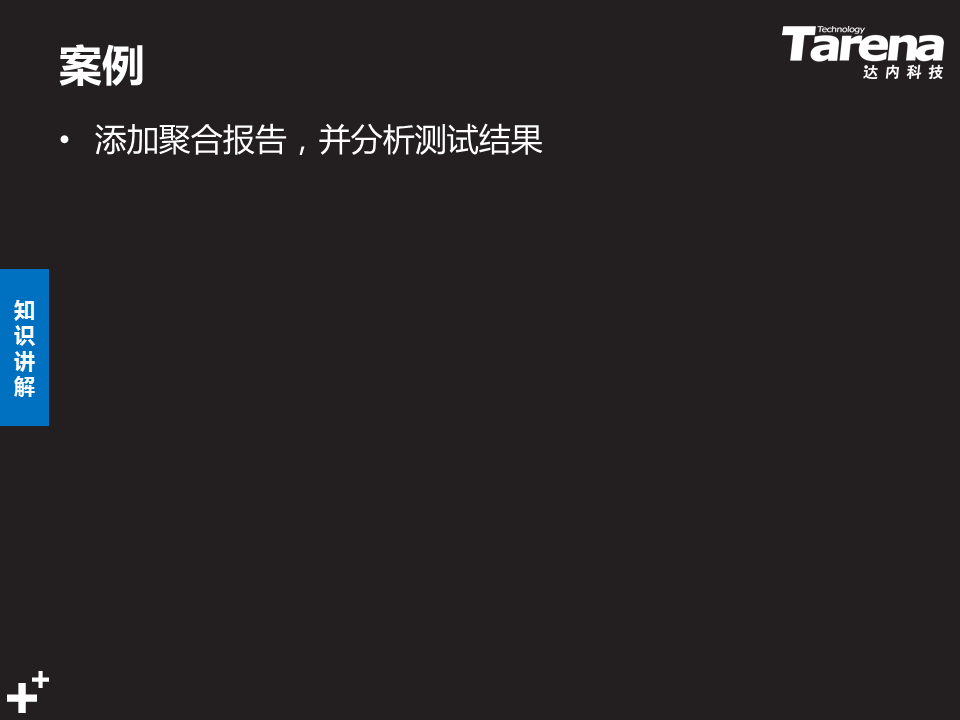 案例
Technology
Tarena
达内科技
• 添加聚合报告，并分析测试结果
知
识
讲
解